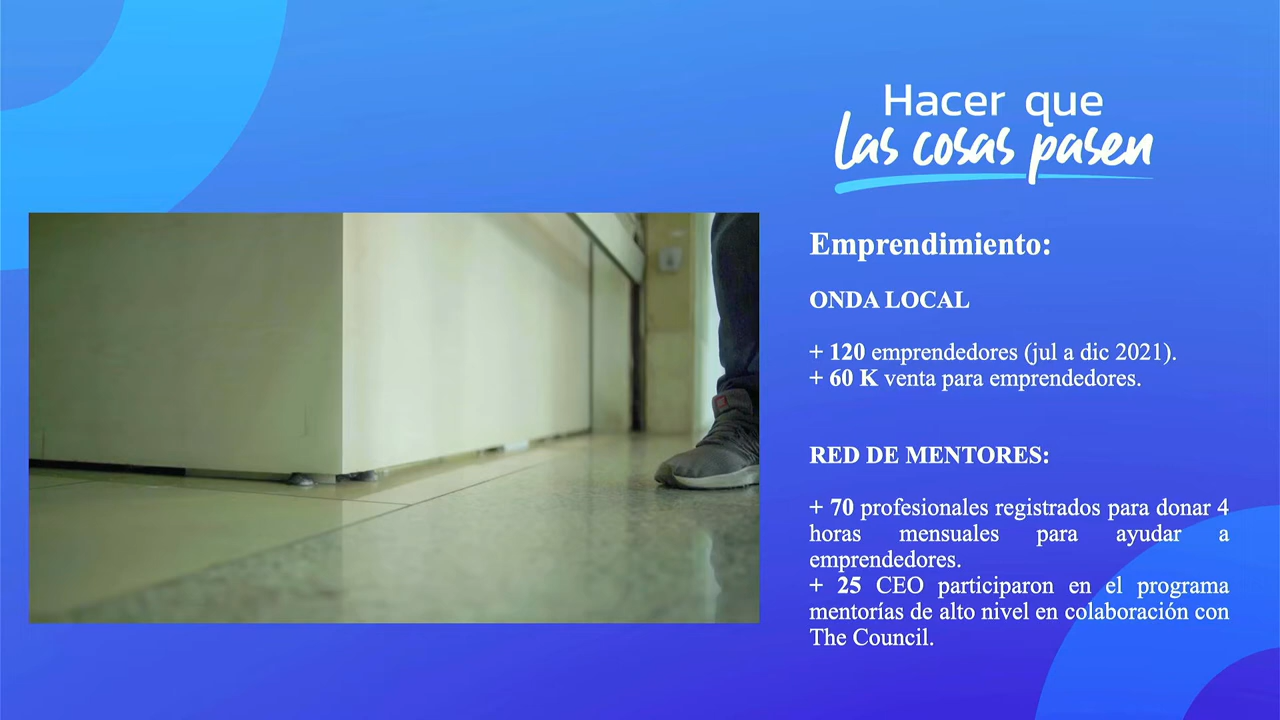 Hacer que
las cosas pasen
Emprendimiento:
ONDA LOCAL
+ 120 emprendedores (jul a dic 2021).
+ 60 K venta para emprendedores.
RED DE MENTORES:
+ 70 profesionales registrados para donar 4
horas mensuales para ayudar a
emprendedores.
+ 25 CEO participaron en el programa
mentorías de alto nivel en colaboración con
The Council.